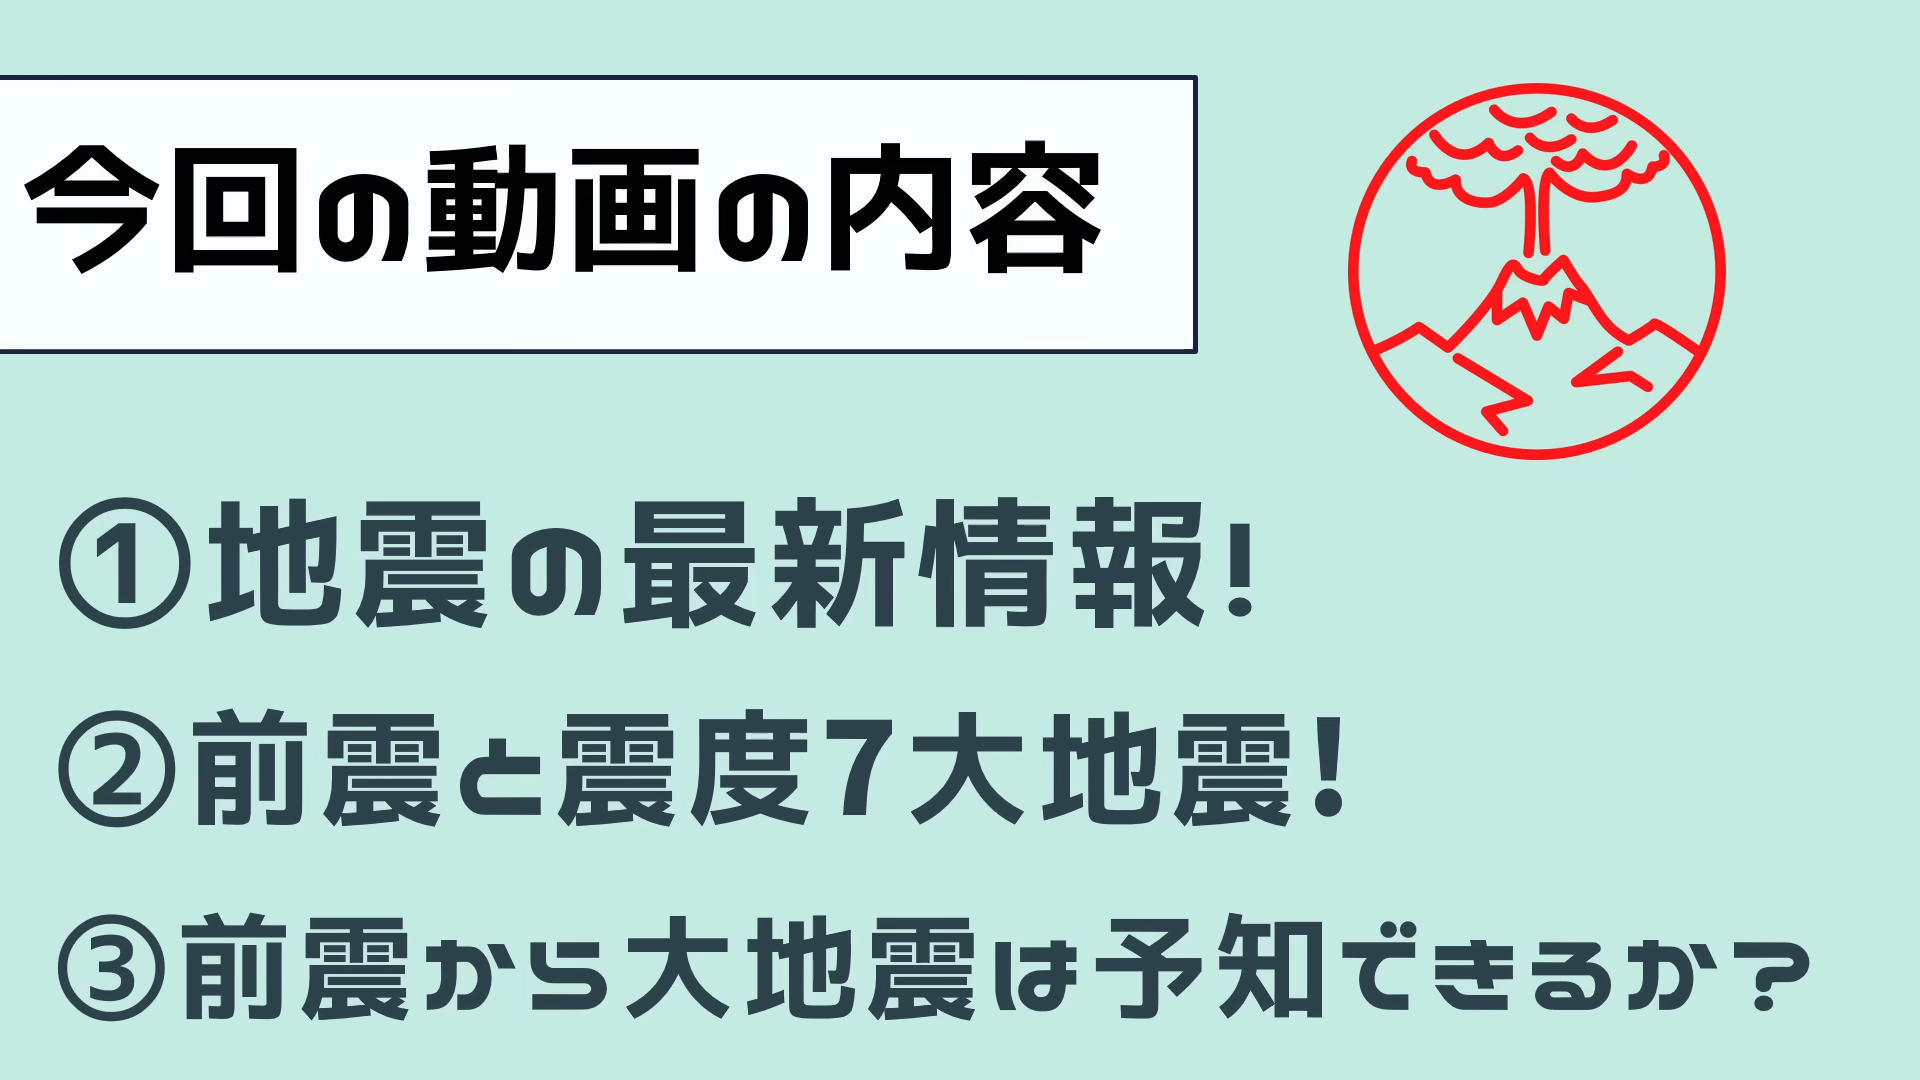 今回の動画の内容
①地震の最新情報!
②前震と震度7大地震!
③前震から大地震は予知できるか?